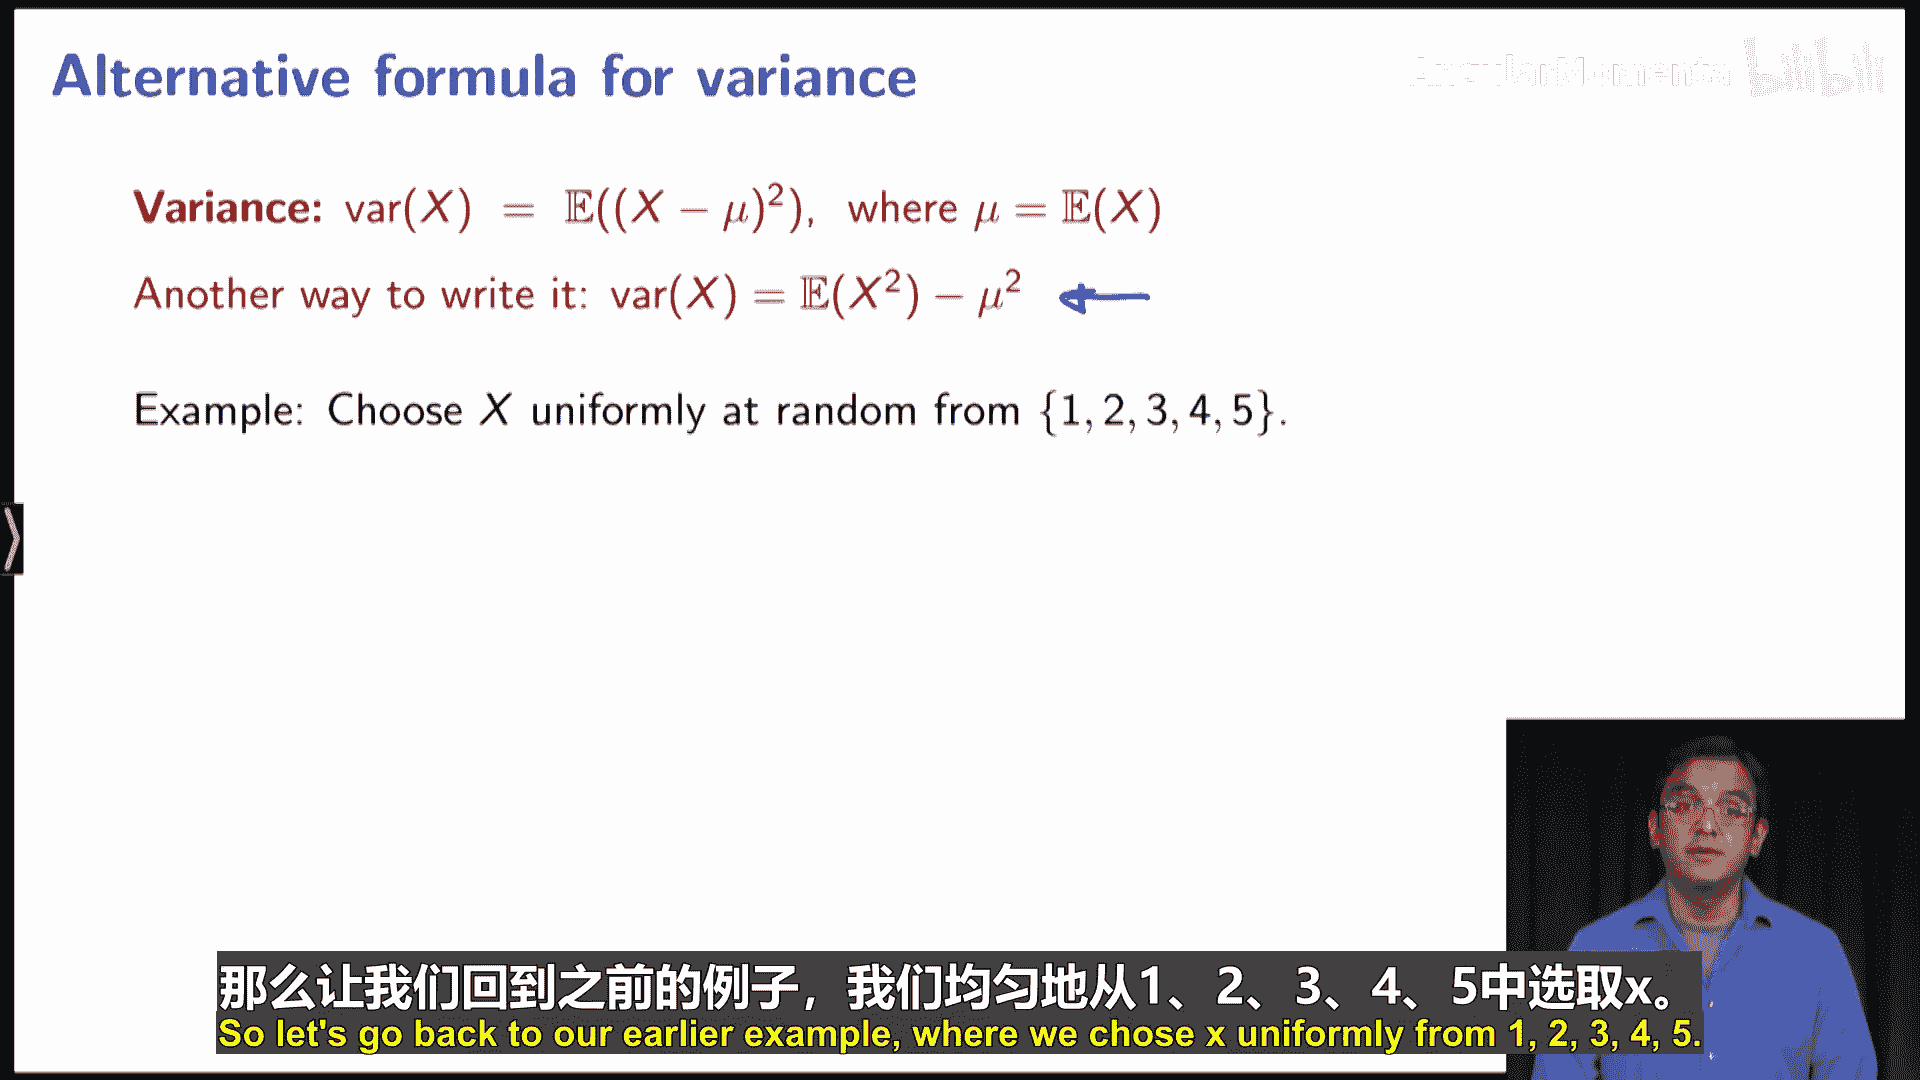 Alternative formula for variance
bilibili
Variance: var(X) = 𝔼((X − μ)²), where μ = 𝔼(X)
Another way to write it: var(X) = 𝔼(X²) − μ²
Example: Choose X uniformly at random from {1, 2, 3, 4, 5}.
那么让我们回到之前的例子，我们均匀地从1、2、3、4、5中选取x。
So let's go back to our earlier example, where we chose x uniformly from 1, 2, 3, 4, 5.